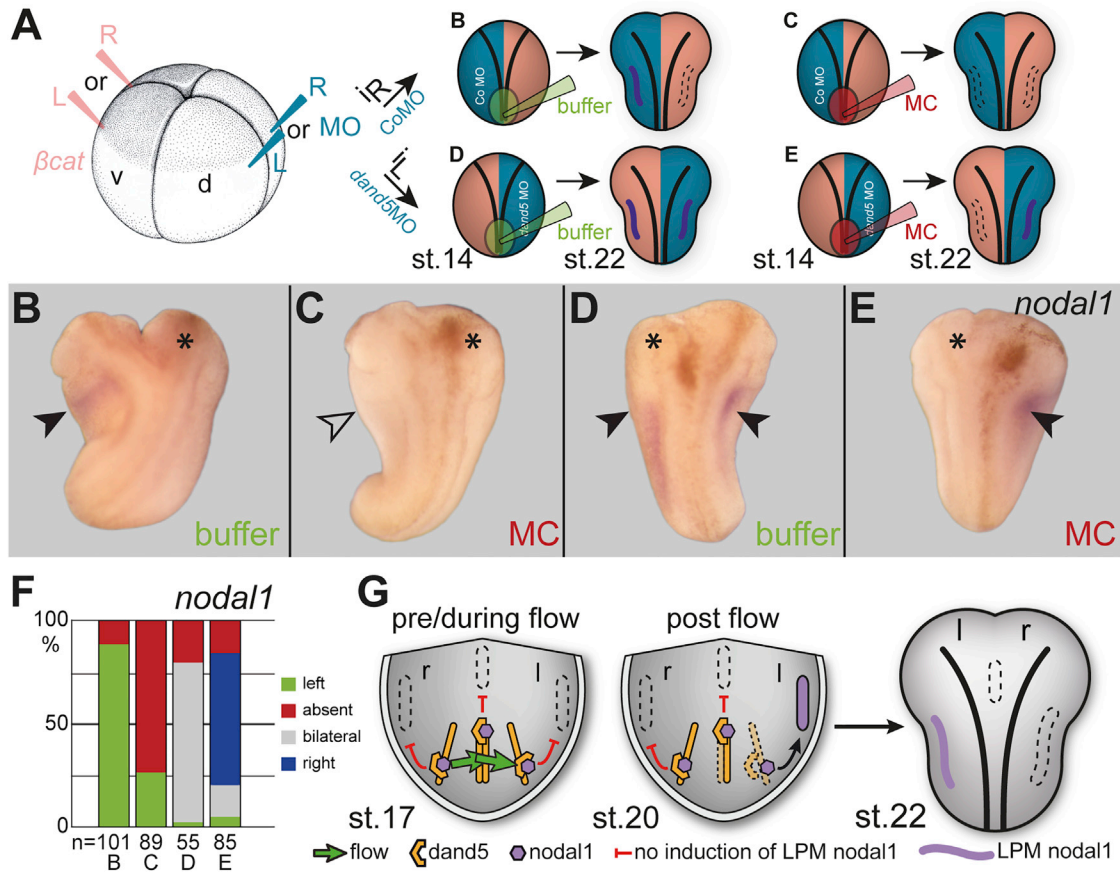 A
R
or
L
βcat
v
d
R
or MO
L
iR
CoMO
iL
dand5MO
B
Co MO
buffer
C
Co MO
MC
D
dand5 MO
buffer
E
dand5 MO
MC
st.14
st.22
st.14
st.22
B
*
buffer
C
*
MC
D
*
buffer
E
nodal1
*
MC
F
nodal1
100
%
50
0
left
absent
bilateral
right
n=101 89 55 85
B C D E
G
pre/during flow
r
l
st.17
post flow
r
l
st.20
l
r
st.22
flow
dand5
nodal1
no induction of LPM nodal1
LPM nodal1